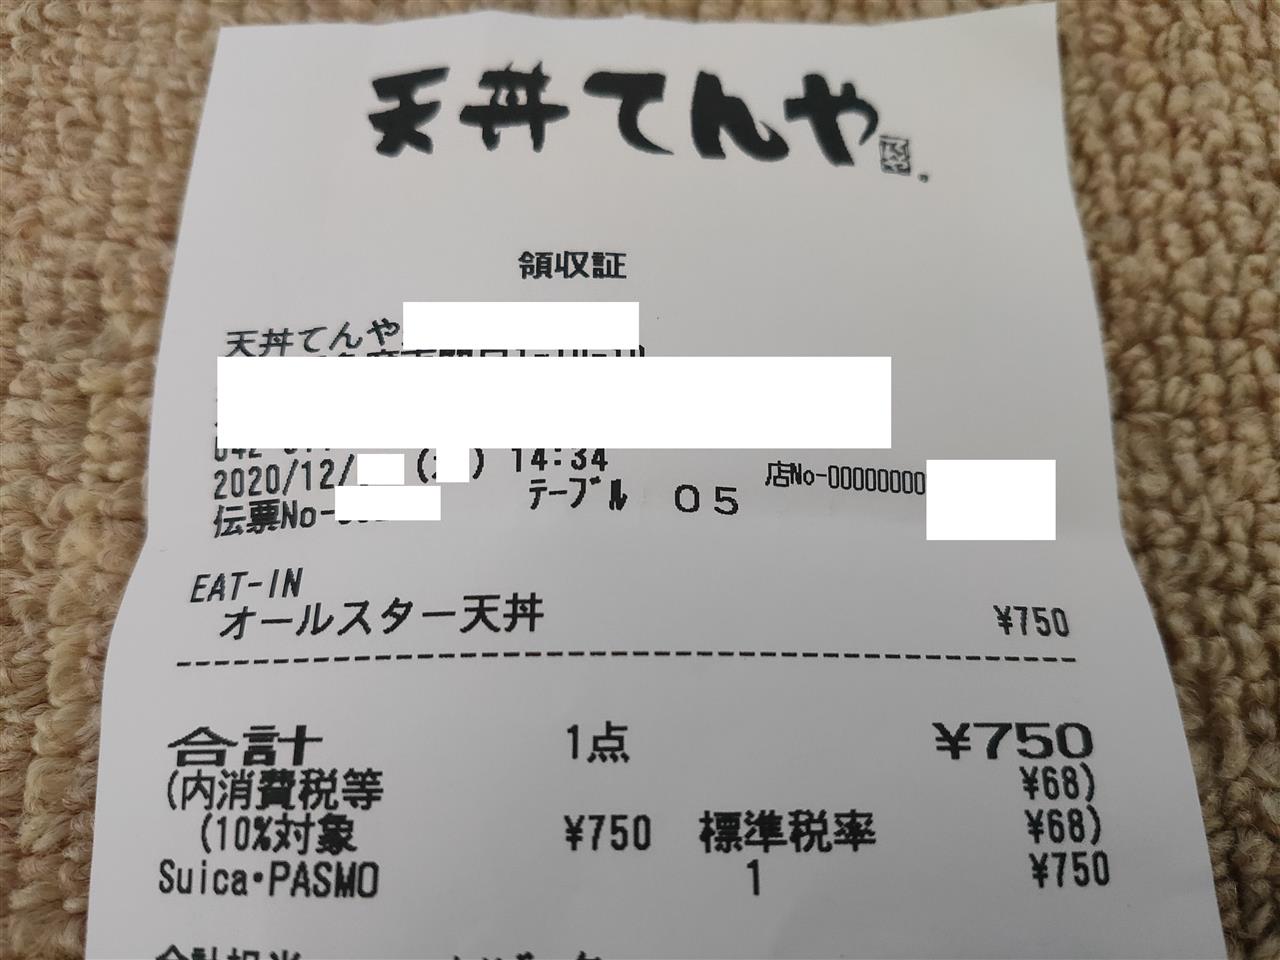 天丼てんや
領収証
天丼てんや
2020/12/ ( ) 14:34
伝票No- テーブル 05 店No-00000000
EAT-IN
オールスター天丼 ¥750
合計 1点 ¥750
(内消費税等 ¥68)
(10%対象 ¥750 標準税率 ¥68)
Suica・PASMO 1 ¥750